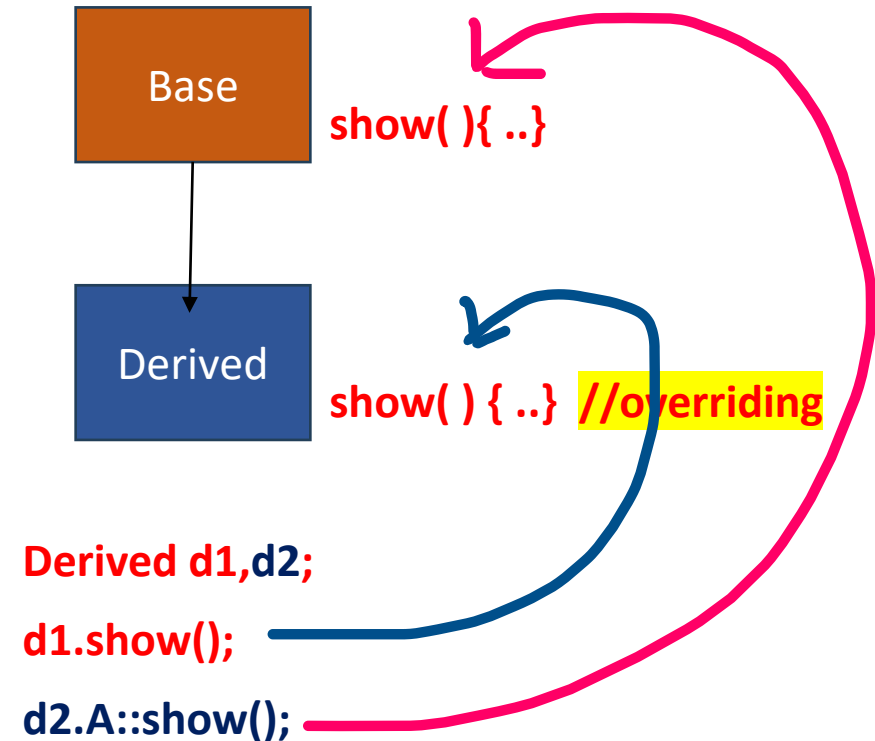 Base
show( ){ ..}
Derived
show( ) { ..} //overriding
Derived d1,d2;
d1.show();
d2.A::show();